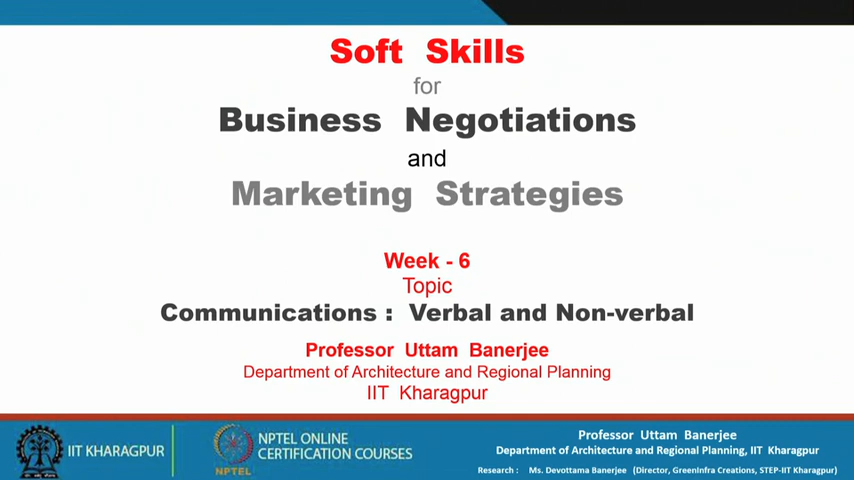 Soft Skills
for
Business Negotiations
and
Marketing Strategies
Week - 6
Topic
Communications : Verbal and Non-verbal
Professor Uttam Banerjee
Department of Architecture and Regional Planning
IIT Kharagpur
IIT KHARAGPUR
NPTEL
NPTEL ONLINE
CERTIFICATION COURSES
Professor Uttam Banerjee
Department of Architecture and Regional Planning, IIT Kharagpur
Research : Ms. Devottama Banerjee (Director, GreenInfra Creations, STEP-IIT Kharagpur)